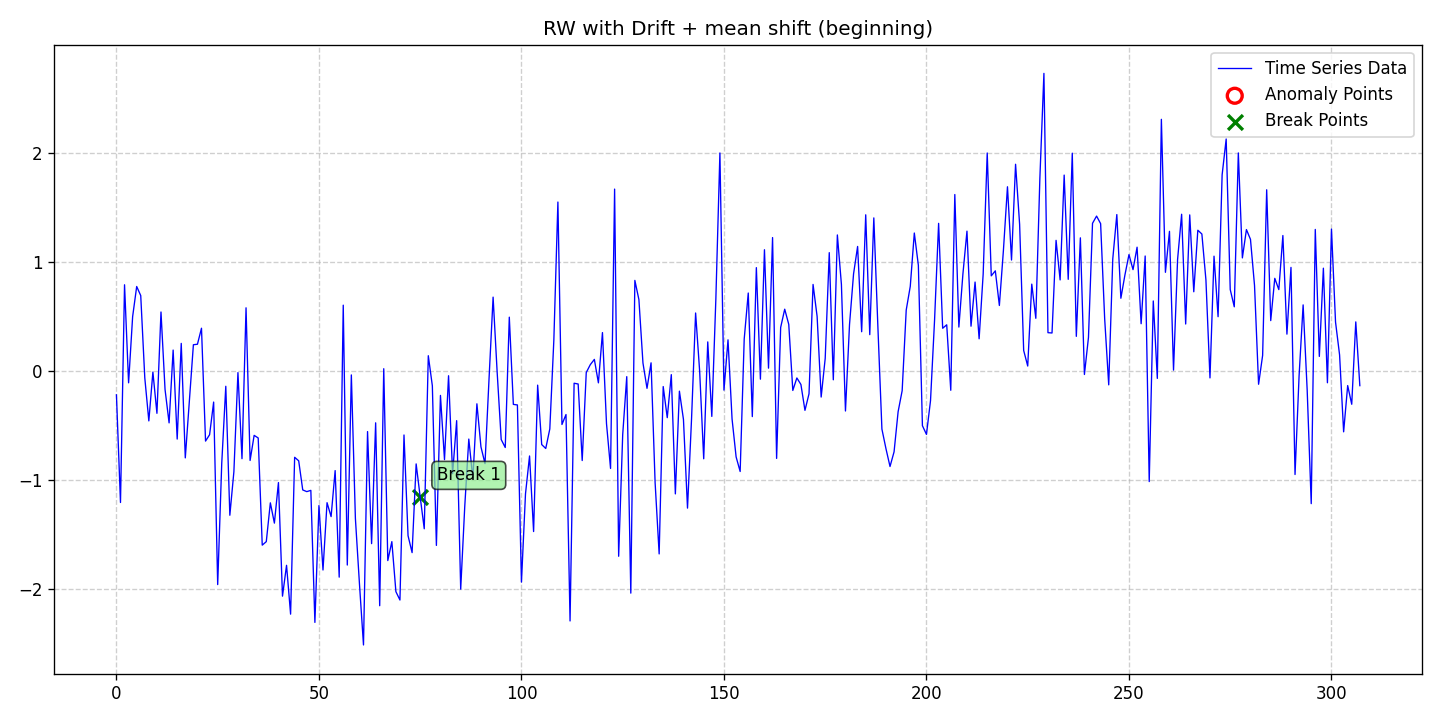 RW with Drift + mean shift (beginning)
Time Series Data
Anomaly Points
Break Points
2
1
0
−1
−2
Break 1
0 50 100 150 200 250 300